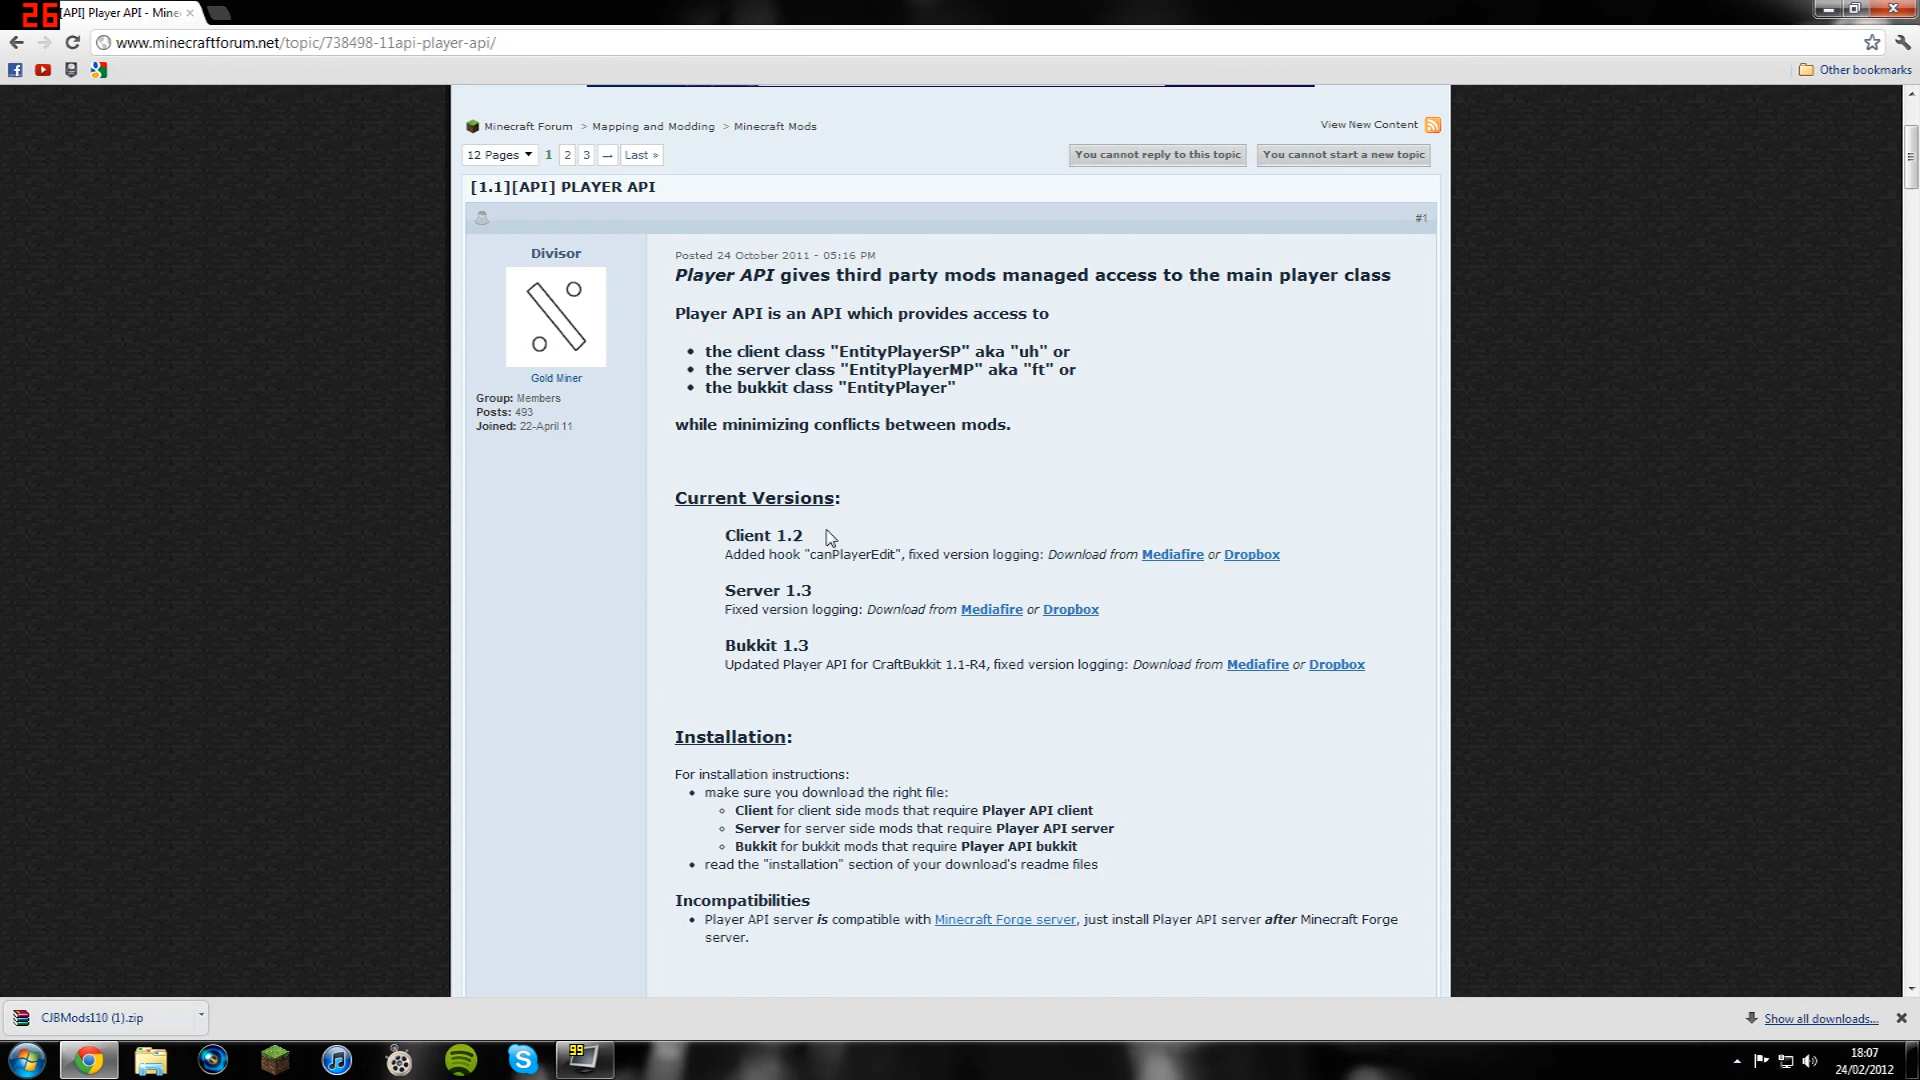 26
[API] Player API - Mine
www.minecraftforum.net/topic/738498-11api-player-api/
Other bookmarks
Minecraft Forum > Mapping and Modding > Minecraft Mods
View New Content
12 Pages 1 2 3 → Last »
You cannot reply to this topic
You cannot start a new topic
[1.1][API] PLAYER API
#1
Divisor
Gold Miner
Group: Members
Posts: 493
Joined: 22-April 11
Posted 24 October 2011 - 05:16 PM
Player API gives third party mods managed access to the main player class
Player API is an API which provides access to
• the client class "EntityPlayerSP" aka "uh" or
• the server class "EntityPlayerMP" aka "ft" or
• the bukkit class "EntityPlayer"
while minimizing conflicts between mods.
Current Versions:
Client 1.2
Added hook "canPlayerEdit", fixed version logging: Download from Mediafire or Dropbox
Server 1.3
Fixed version logging: Download from Mediafire or Dropbox
Bukkit 1.3
Updated Player API for CraftBukkit 1.1-R4, fixed version logging: Download from Mediafire or Dropbox
Installation:
For installation instructions:
• make sure you download the right file:
◦ Client for client side mods that require Player API client
◦ Server for server side mods that require Player API server
◦ Bukkit for bukkit mods that require Player API bukkit
• read the "installation" section of your download's readme files
Incompatibilities
• Player API server is compatible with Minecraft Forge server, just install Player API server after Minecraft Forge
server.
CJBMods110 (1).zip
Show all downloads...
99
18:07
24/02/2012